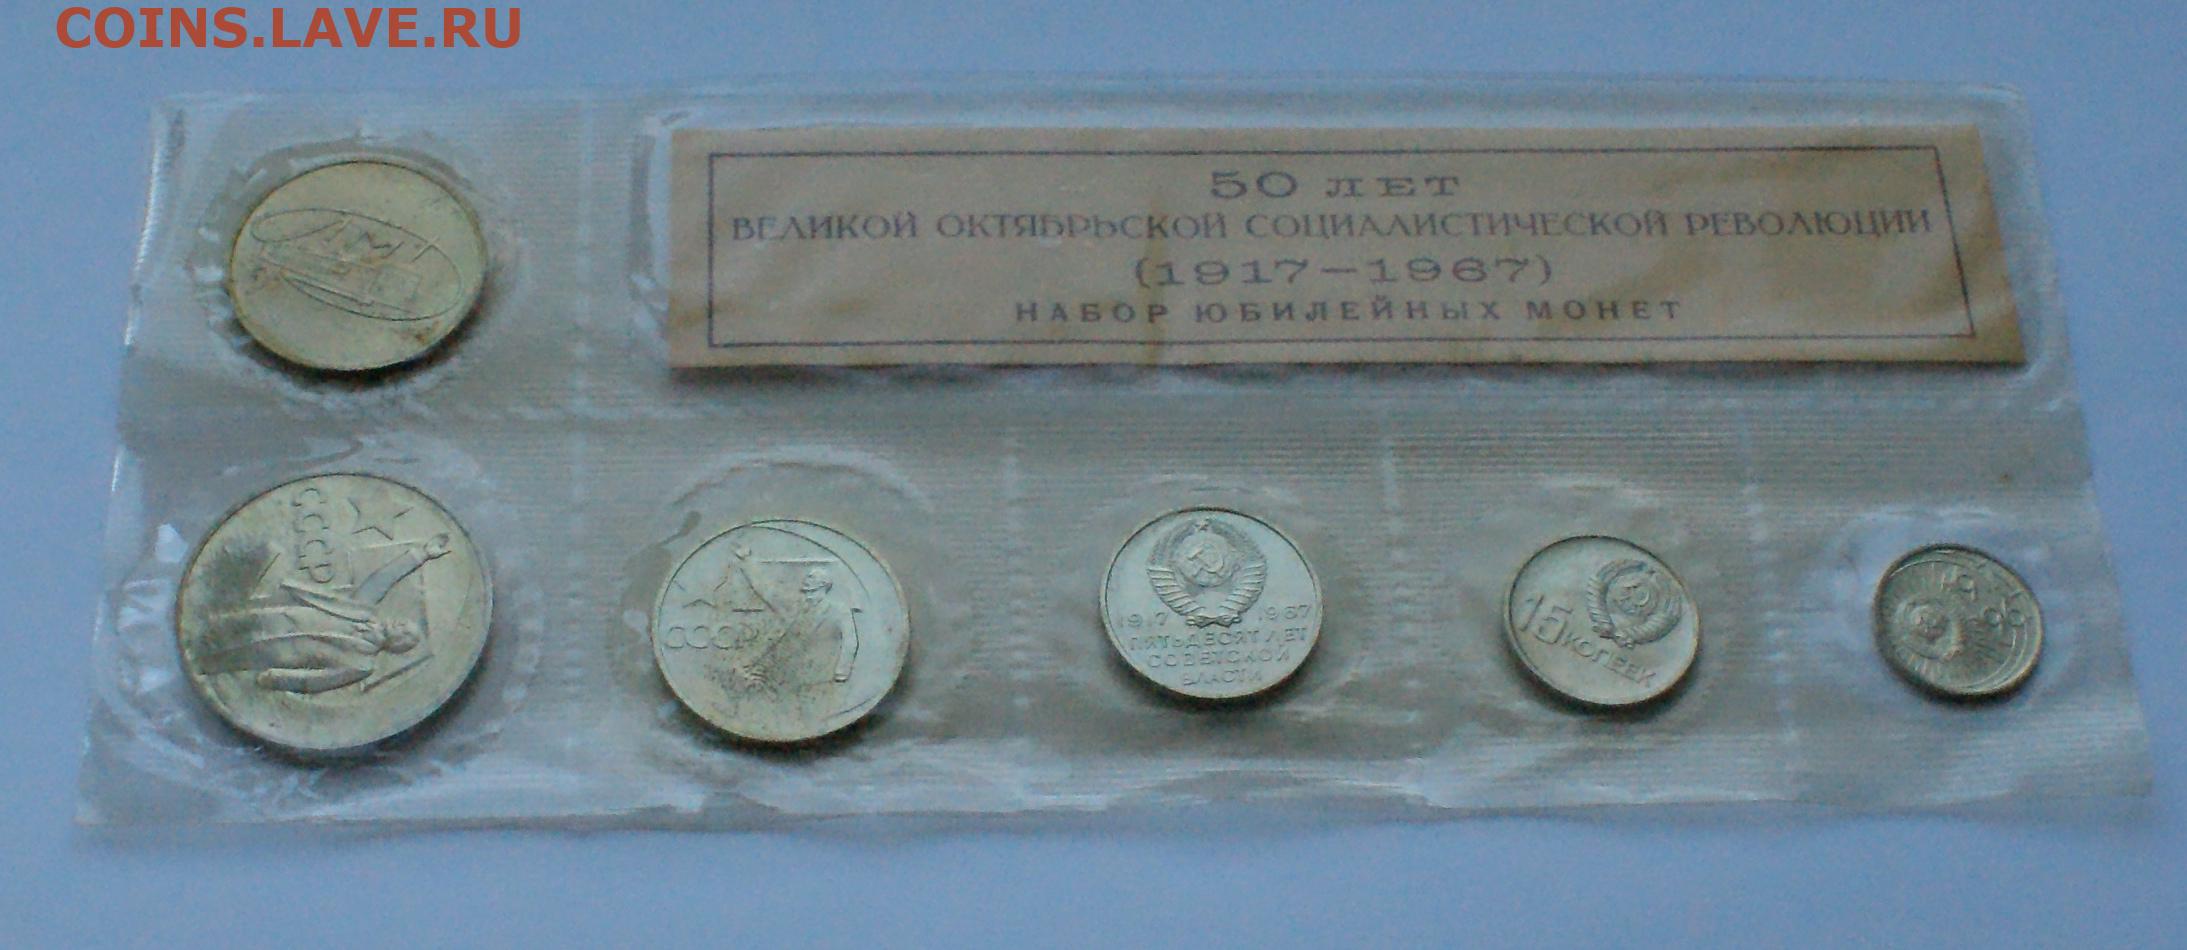 COINS.LAVE.RU
50 ЛЕТ
ВЕЛИКОЙ ОКТЯБРЬСКОЙ СОЦИАЛИСТИЧЕСКОЙ РЕВОЛЮЦИИ
(1917–1967)
НАБОР ЮБИЛЕЙНЫХ МОНЕТ
СССР
СССР
1917 1967
ПЯТЬДЕСЯТ ЛЕТ
СОВЕТСКОЙ
ВЛАСТИ
15 КОПЕЕК